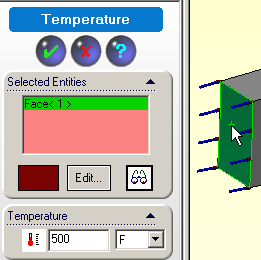 Temperature
?
Selected Entities
Face< 1 >
Edit...
Temperature
500 F